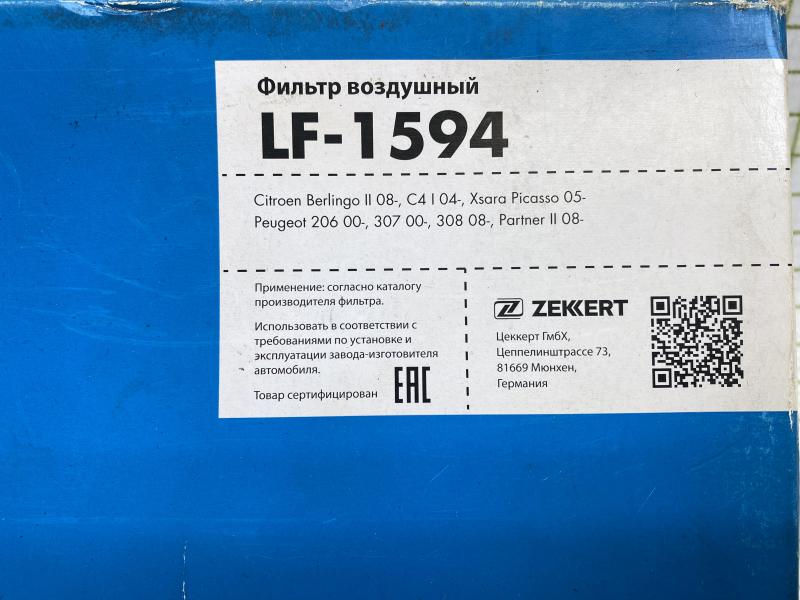 Фильтр воздушный
LF-1594
Citroen Berlingo II 08-, C4 I 04-, Xsara Picasso 05-
Peugeot 206 00-, 307 00-, 308 08-, Partner II 08-
Применение: согласно каталогу
производителя фильтра.
Использовать в соответствии с
требованиями по установке и
эксплуатации завода-изготовителя
автомобиля.
Товар сертифицирован EAC
ZEKKERT
Цеккерт ГмбХ,
Цеппелинштрассе 73,
81669 Мюнхен,
Германия